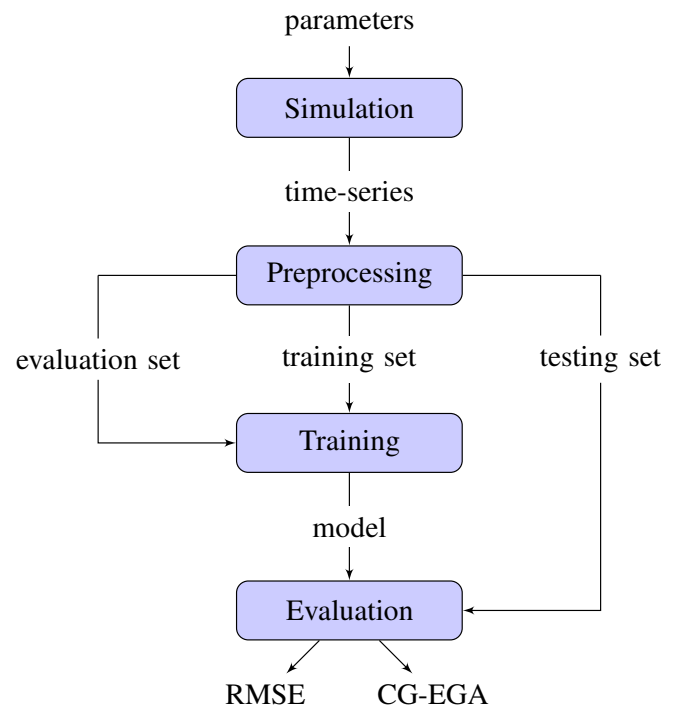 parameters
Simulation
time-series
Preprocessing
evaluation set
training set
testing set
Training
model
Evaluation
RMSE
CG-EGA